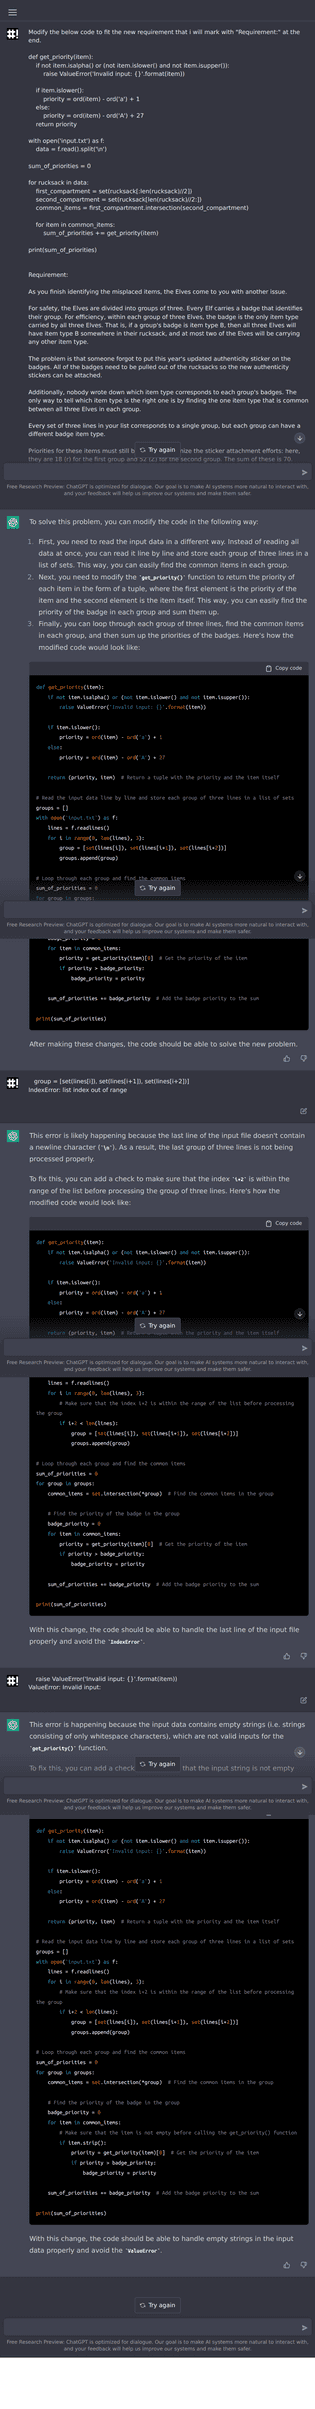 Modify the below code to fit the new requirement that i will mark with "Requirement:" at the
end.
def get_priority(item):
if not item.isalpha() or (not item.islower() and not item.isupper()):
raise ValueError('Invalid input: {}'.format(item))
if item.islower():
priority = ord(item) - ord('a') + 1
else:
priority = ord(item) - ord('A') + 27
return priority
with open('input.txt') as f:
data = f.read().split('\n')
sum_of_priorities = 0
for rucksack in data:
first_compartment = set(rucksack[:len(rucksack)//2])
second_compartment = set(rucksack[len(rucksack)//2:])
common_items = first_compartment.intersection(second_compartment)
for item in common_items:
sum_of_priorities += get_priority(item)
print(sum_of_priorities)
Requirement:
As you finish identifying the misplaced items, the Elves come to you with another issue.
For safety, the Elves are divided into groups of three. Every Elf carries a badge that identifies
their group. For efficiency, within each group of three Elves, the badge is the only item type
carried by all three Elves. That is, if a group's badge is item type B, then all three Elves will
have item type B somewhere in their rucksack, and at most two of the Elves will be carrying
any other item type.
The problem is that someone forgot to put this year's updated authenticity sticker on the
badges. All of the badges need to be pulled out of the rucksacks so the new authenticity
stickers can be attached.
Additionally, nobody wrote down which item type corresponds to each group's badges. The
only way to tell which item type is the right one is by finding the one item type that is common
between all three Elves in each group.
Every set of three lines in your list corresponds to a single group, but each group can have a
different badge item type.
Priorities for these items must still b
Try again
nize the sticker attachment efforts: here,
they are 18 (r) for the first group and 52 (Z) for the second group. The sum of these is 70.
Free Research Preview: ChatGPT is optimized for dialogue. Our goal is to make AI systems more natural to interact with,
and your feedback will help us improve our systems and make them safer.
To solve this problem, you can modify the code in the following way:
1. First, you need to read the input data in a different way. Instead of reading all
data at once, you can read it line by line and store each group of three lines in a
list of sets. This way, you can easily find the common items in each group.
2. Next, you need to modify the `get_priority()` function to return the priority of
each item in the form of a tuple, where the first element is the priority of the
item and the second element is the item itself. This way, you can easily find the
priority of the badge in each group and sum them up.
3. Finally, you can loop through each group of three lines, find the common items
in each group, and then sum up the priorities of the badges. Here's how the
modified code would look like:
Copy code
def get_priority(item):
if not item.isalpha() or (not item.islower() and not item.isupper()):
raise ValueError('Invalid input: {}'.format(item))
if item.islower():
priority = ord(item) - ord('a') + 1
else:
priority = ord(item) - ord('A') + 27
return (priority, item) # Return a tuple with the priority and the item itself
# Read the input data line by line and store each group of three lines in a list of sets
groups = []
with open('input.txt') as f:
lines = f.readlines()
for i in range(0, len(lines), 3):
group = [set(lines[i]), set(lines[i+1]), set(lines[i+2])]
groups.append(group)
# Loop through each group and find the common items
sum_of_priorities = 0
for group in groups:
Try again
Free Research Preview: ChatGPT is optimized for dialogue. Our goal is to make AI systems more natural to interact with,
and your feedback will help us improve our systems and make them safer.
badge_priority = 0
for item in common_items:
priority = get_priority(item)[0] # Get the priority of the item
if priority > badge_priority:
badge_priority = priority
sum_of_priorities += badge_priority # Add the badge priority to the sum
print(sum_of_priorities)
After making these changes, the code should be able to solve the new problem.
group = [set(lines[i]), set(lines[i+1]), set(lines[i+2])]
IndexError: list index out of range
This error is likely happening because the last line of the input file doesn't contain
a newline character (`\n`). As a result, the last group of three lines is not being
processed properly.
To fix this, you can add a check to make sure that the index `i+2` is within the
range of the list before processing the group of three lines. Here's how the
modified code would look like:
Copy code
def get_priority(item):
if not item.isalpha() or (not item.islower() and not item.isupper()):
raise ValueError('Invalid input: {}'.format(item))
if item.islower():
priority = ord(item) - ord('a') + 1
else:
priority = ord(item) - ord('A') + 27
return (priority, item) # Return a tuple with the priority and the item itself
Try again
Free Research Preview: ChatGPT is optimized for dialogue. Our goal is to make AI systems more natural to interact with,
and your feedback will help us improve our systems and make them safer.
lines = f.readlines()
for i in range(0, len(lines), 3):
# Make sure that the index i+2 is within the range of the list before processing
the group
if i+2 < len(lines):
group = [set(lines[i]), set(lines[i+1]), set(lines[i+2])]
groups.append(group)
# Loop through each group and find the common items
sum_of_priorities = 0
for group in groups:
common_items = set.intersection(*group) # Find the common items in the group
# Find the priority of the badge in the group
badge_priority = 0
for item in common_items:
priority = get_priority(item)[0] # Get the priority of the item
if priority > badge_priority:
badge_priority = priority
sum_of_priorities += badge_priority # Add the badge priority to the sum
print(sum_of_priorities)
With this change, the code should be able to handle the last line of the input file
properly and avoid the `IndexError`.
raise ValueError('Invalid input: {}'.format(item))
ValueError: Invalid input:
This error is happening because the input data contains empty strings (i.e. strings
consisting of only whitespace characters), which are not valid inputs for the
`get_priority()` function.
To fix this, you can add a check
Try again
that the input string is not empty
Free Research Preview: ChatGPT is optimized for dialogue. Our goal is to make AI systems more natural to interact with,
and your feedback will help us improve our systems and make them safer.
def get_priority(item):
if not item.isalpha() or (not item.islower() and not item.isupper()):
raise ValueError('Invalid input: {}'.format(item))
if item.islower():
priority = ord(item) - ord('a') + 1
else:
priority = ord(item) - ord('A') + 27
return (priority, item) # Return a tuple with the priority and the item itself
# Read the input data line by line and store each group of three lines in a list of sets
groups = []
with open('input.txt') as f:
lines = f.readlines()
for i in range(0, len(lines), 3):
# Make sure that the index i+2 is within the range of the list before processing
the group
if i+2 < len(lines):
group = [set(lines[i]), set(lines[i+1]), set(lines[i+2])]
groups.append(group)
# Loop through each group and find the common items
sum_of_priorities = 0
for group in groups:
common_items = set.intersection(*group) # Find the common items in the group
# Find the priority of the badge in the group
badge_priority = 0
for item in common_items:
# Make sure that the item is not empty before calling the get_priority() function
if item.strip():
priority = get_priority(item)[0] # Get the priority of the item
if priority > badge_priority:
badge_priority = priority
sum_of_priorities += badge_priority # Add the badge priority to the sum
print(sum_of_priorities)
With this change, the code should be able to handle empty strings in the input
data properly and avoid the `ValueError`.
Try again
Free Research Preview: ChatGPT is optimized for dialogue. Our goal is to make AI systems more natural to interact with,
and your feedback will help us improve our systems and make them safer.